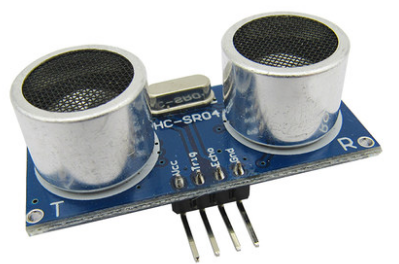 HC-SR04
Vcc
Trig
Echo
Gnd
T
R